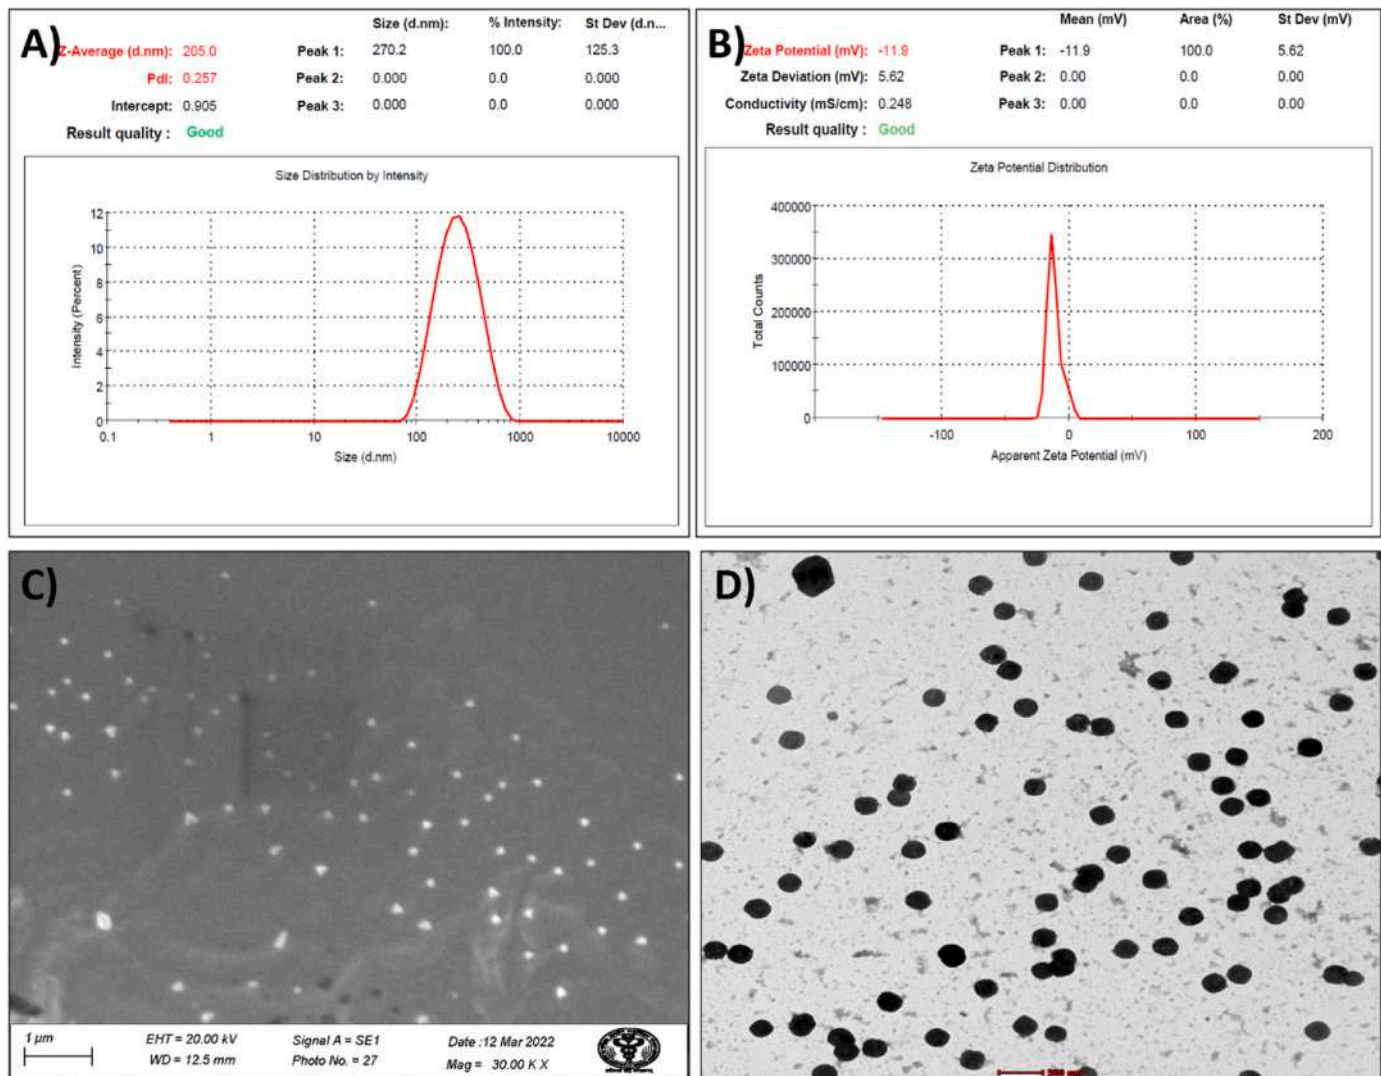 A)
Size (d.nm): % Intensity: St Dev (d.n...
Z-Average (d.nm): 205.0 Peak 1: 270.2 100.0 125.3
PdI: 0.257 Peak 2: 0.000 0.0 0.000
Intercept: 0.905 Peak 3: 0.000 0.0 0.000
Result quality : Good
Size Distribution by Intensity
Intensity (Percent)
12
10
8
6
4
2
0
0.1 1 10 100 1000 10000
Size (d.nm)
B)
Mean (mV) Area (%) St Dev (mV)
Zeta Potential (mV): -11.9 Peak 1: -11.9 100.0 5.62
Zeta Deviation (mV): 5.62 Peak 2: 0.00 0.0 0.00
Conductivity (mS/cm): 0.248 Peak 3: 0.00 0.0 0.00
Result quality : Good
Zeta Potential Distribution
Total Counts
400000
300000
200000
100000
0
-100 0 100 200
Apparent Zeta Potential (mV)
C)
1 µm EHT = 20.00 kV Signal A = SE1 Date :12 Mar 2022
WD = 12.5 mm Photo No. = 27 Mag = 30.00 K X
D)